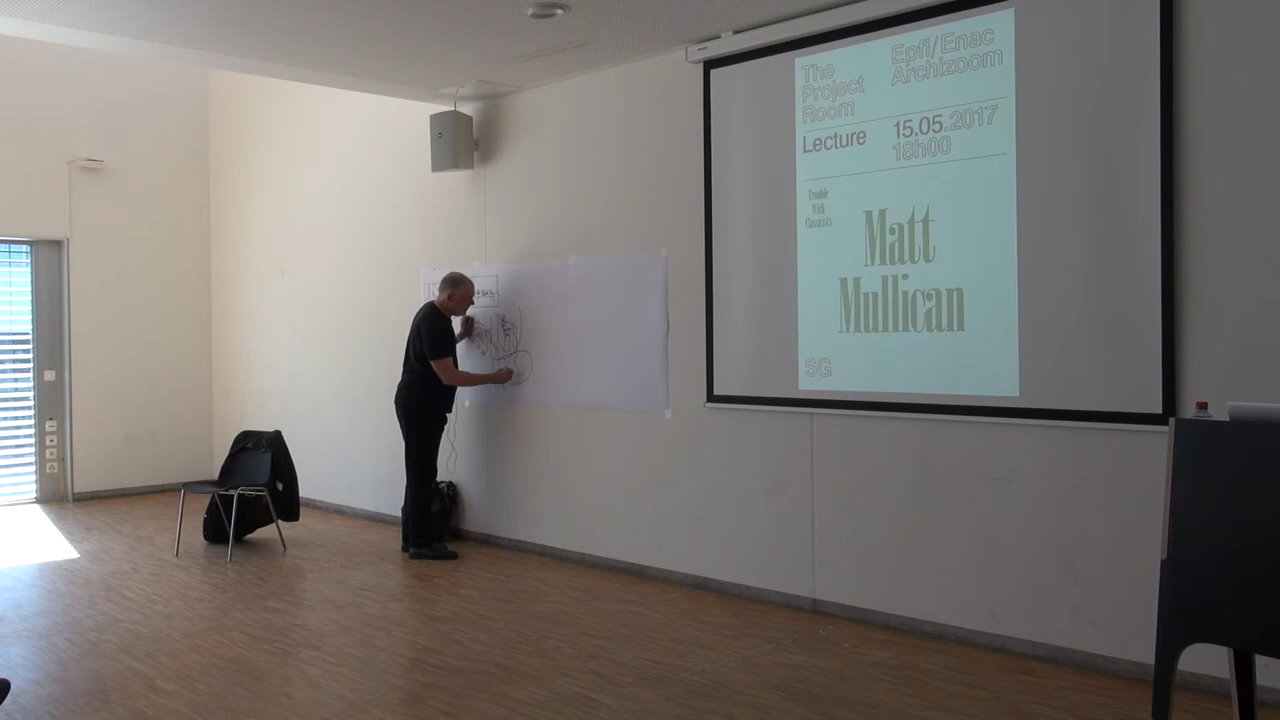 The
Project
Room
Epfl/Enac
Archizoom
Lecture
15.05.2017
18h00
Trouble
With
Classicists
Matt
Mullican
SG